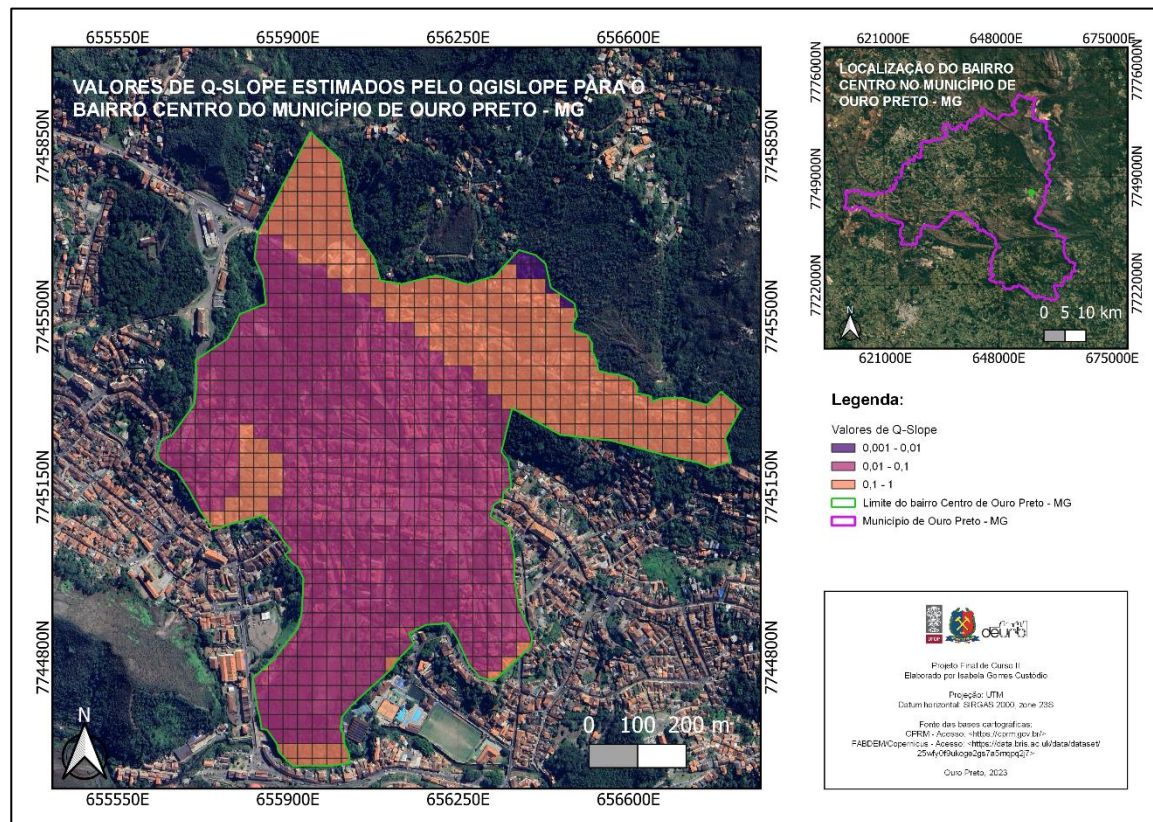 655550E 655900E 656250E 656600E
VALORES DE Q-SLOPE ESTIMADOS PELO QGISLOPE PARA O
BAIRRO CENTRO DO MUNICÍPIO DE OURO PRETO - MG
7745850N
7745500N
7745150N
7744800N
7745850N
7745500N
7745150N
7744800N
N
0 100 200 m
655550E 655900E 656250E 656600E
621000E 648000E 675000E
LOCALIZAÇÃO DO BAIRRO
CENTRO NO MUNICÍPIO DE
OURO PRETO - MG
7776000N
7749000N
7722000N
7776000N
7749000N
7722000N
N
0 5 10 km
621000E 648000E 675000E
Legenda:
Valores de Q-Slope
0,001 - 0,01
0,01 - 0,1
0,1 - 1
Limite do bairro Centro de Ouro Preto - MG
Município de Ouro Preto - MG
UFOP
deurb
Projeto Final de Curso II
Elaborado por Isabela Gomes Custódio
Projeção: UTM
Datum horizontal: SIRGAS 2000, zone 23S
Fonte das bases cartográficas:
CPRM - Acesso: <https://cprm.gov.br/>
FABDEM/Copernicus - Acesso: <https://data.bris.ac.uk/data/dataset/
Ouro Preto, 2023